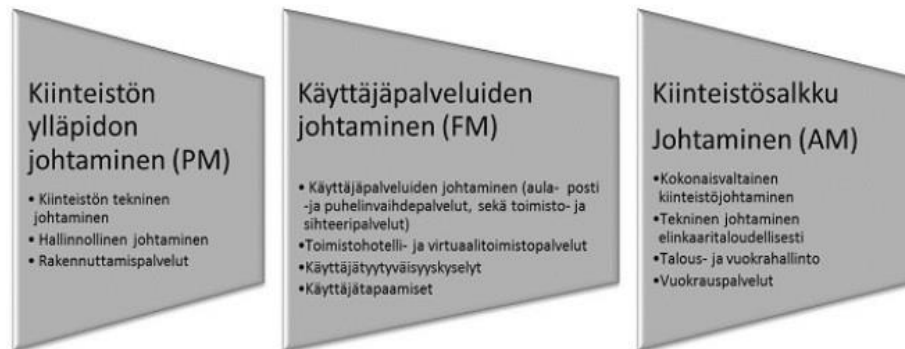 Kiinteistön
ylläpidon
johtaminen (PM)
• Kiinteistön tekninen
johtaminen
• Hallinnollinen johtaminen
• Rakennuttamispalvelut
Käyttäjäpalveluiden
johtaminen (FM)
• Käyttäjäpalveluiden johtaminen (aula- posti
-ja puhelinvaihdepalvelut, sekä toimisto- ja
sihteeripalvelut)
•Toimistohotelli- ja virtuaalitoimistopalvelut
•Käyttäjätyytyväisyyskyselyt
•Käyttäjätapaamiset
Kiinteistösalkku
Johtaminen (AM)
•Kokonaisvaltainen
kiinteistöjohtaminen
•Tekninen johtaminen
elinkaaritaloudellisesti
•Talous- ja vuokrahallinto
•Vuokrauspalvelut